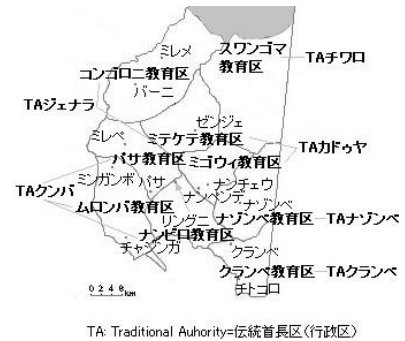 ミレメ
スワンゴマ
教育区
TAチワロ
コンゴロニ教育区
バーニ
TAジェナラ
ゼンジェ
ミレペ
ミテケテ教育区
TAカドゥヤ
パサ教育区
ミゴウィ教育区
ミンガンボ
パサ
ナンチェウ
TAクンバ
ナンベンデ
ナゾンベ
ムロンバ教育区
リングニ
ナゾンベ教育区
TAナゾンベ
ナンピロ教育区
チャシンガ
クランベ
クランベ教育区
TAクランベ
0 2 4 8 km
チトコロ
TA: Traditional Auhority=伝統首長区(行政区)